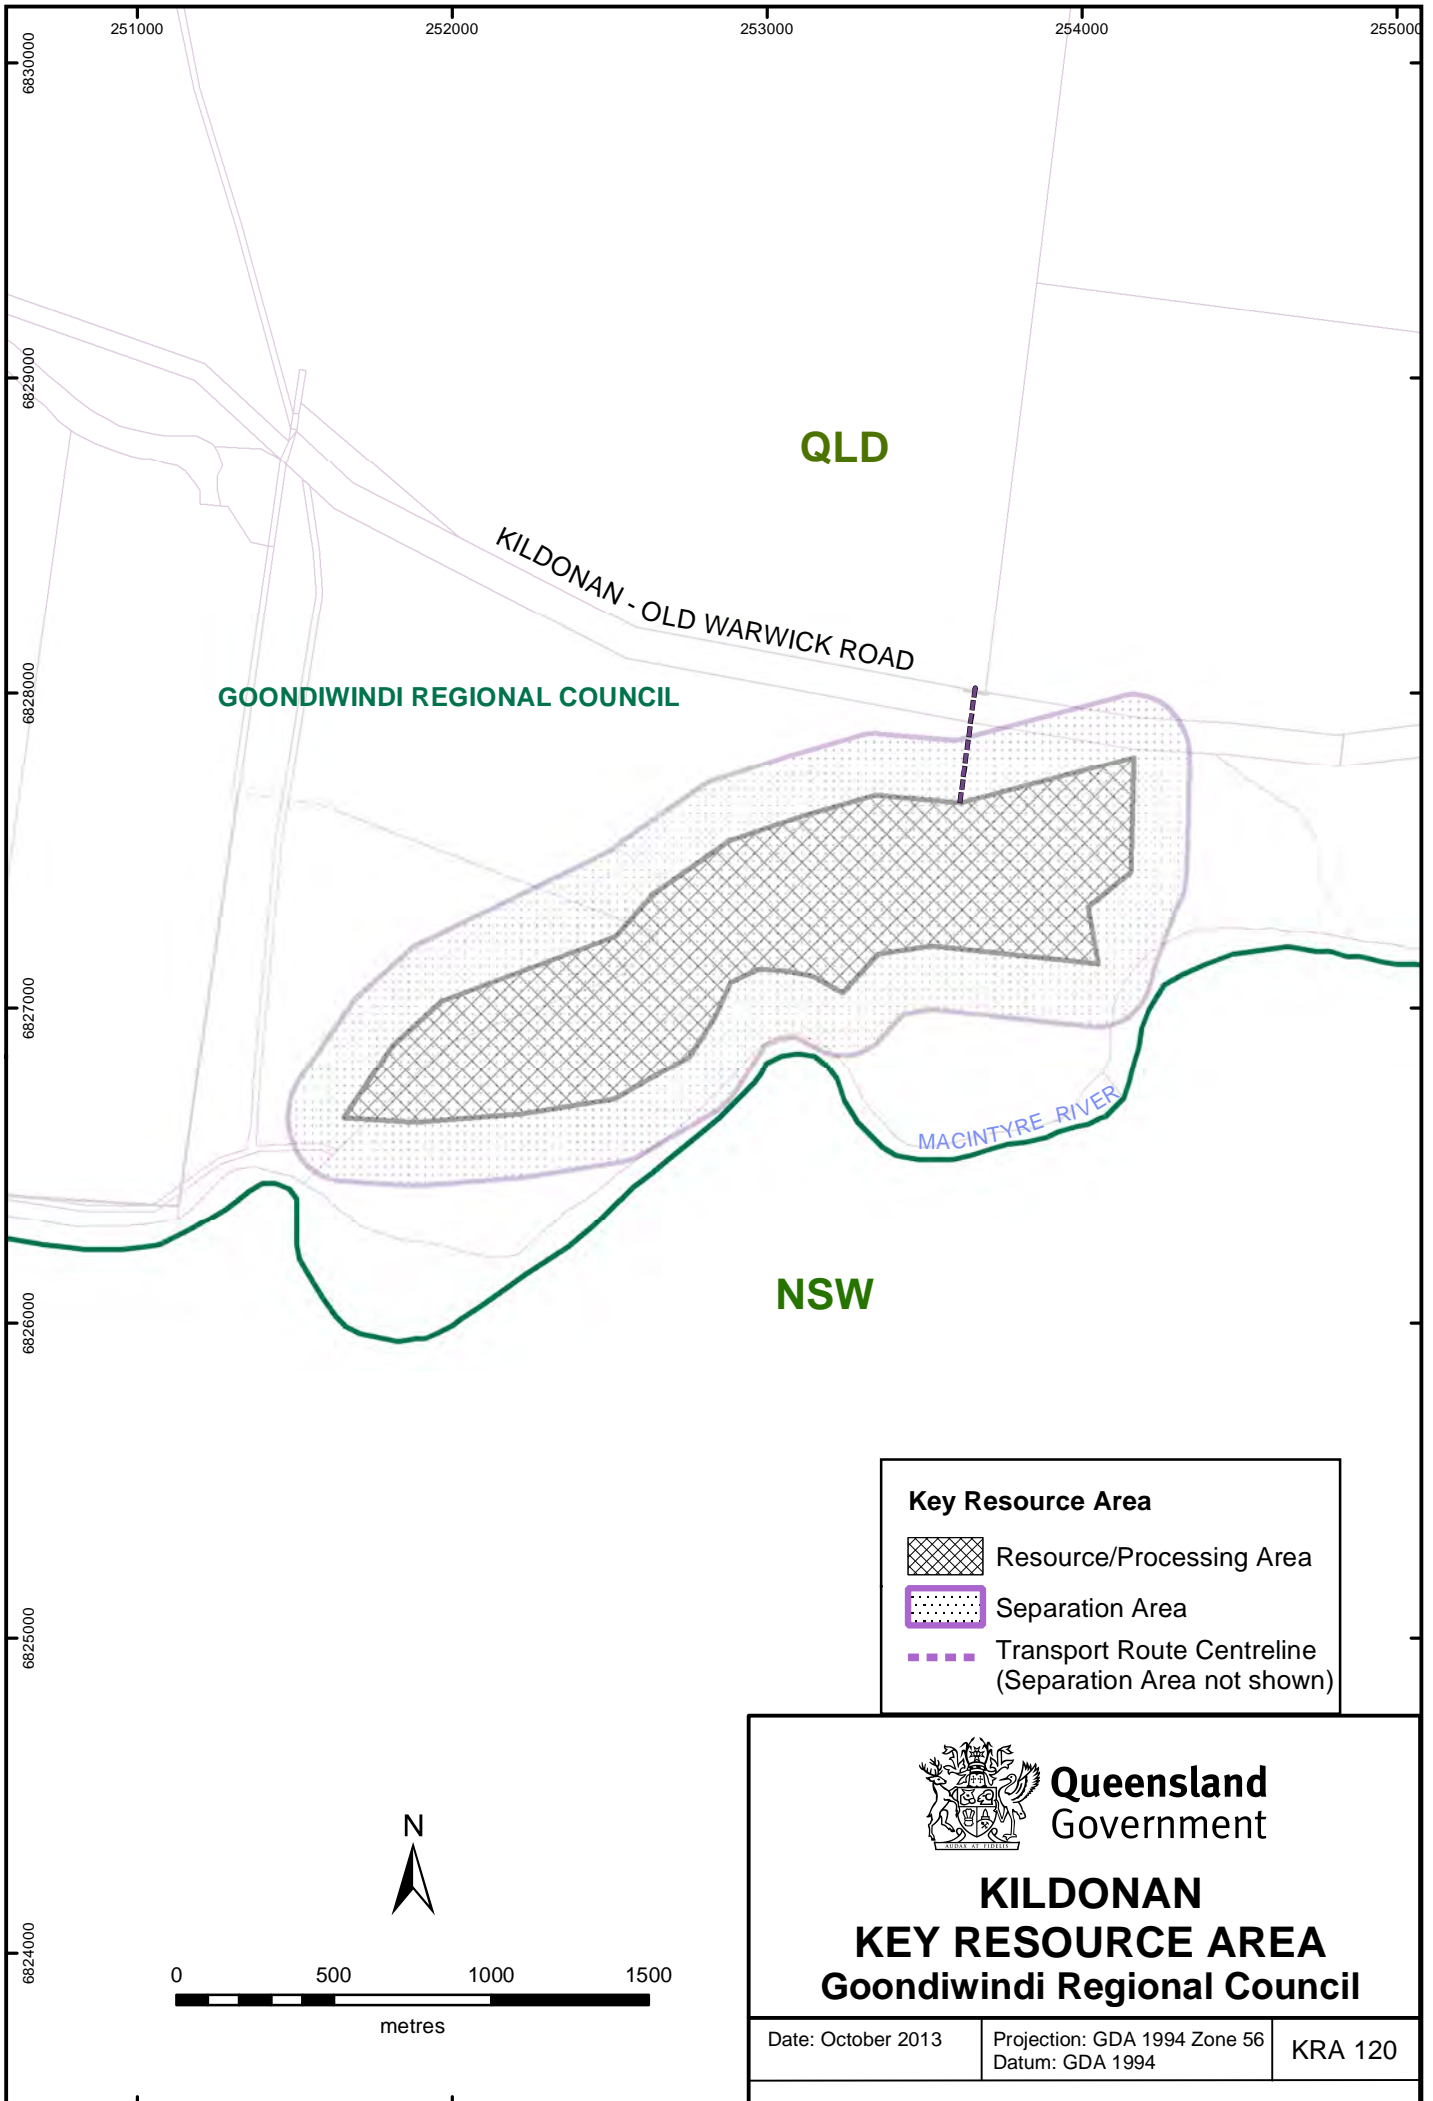 251000
252000
253000
254000
255000
6830000
6829000
6828000
6827000
6826000
6825000
6824000
QLD
KILDONAN - OLD WARWICK ROAD
GOONDIWINDI REGIONAL COUNCIL
MACINTYRE RIVER
NSW
Key Resource Area
Resource/Processing Area
Separation Area
Transport Route Centreline
(Separation Area not shown)
AUDAX AT FIDELIS
Queensland
Government
KILDONAN
KEY RESOURCE AREA
Goondiwindi Regional Council
Date: October 2013
Projection: GDA 1994 Zone 56
Datum: GDA 1994
KRA 120
N
0 500 1000 1500
metres